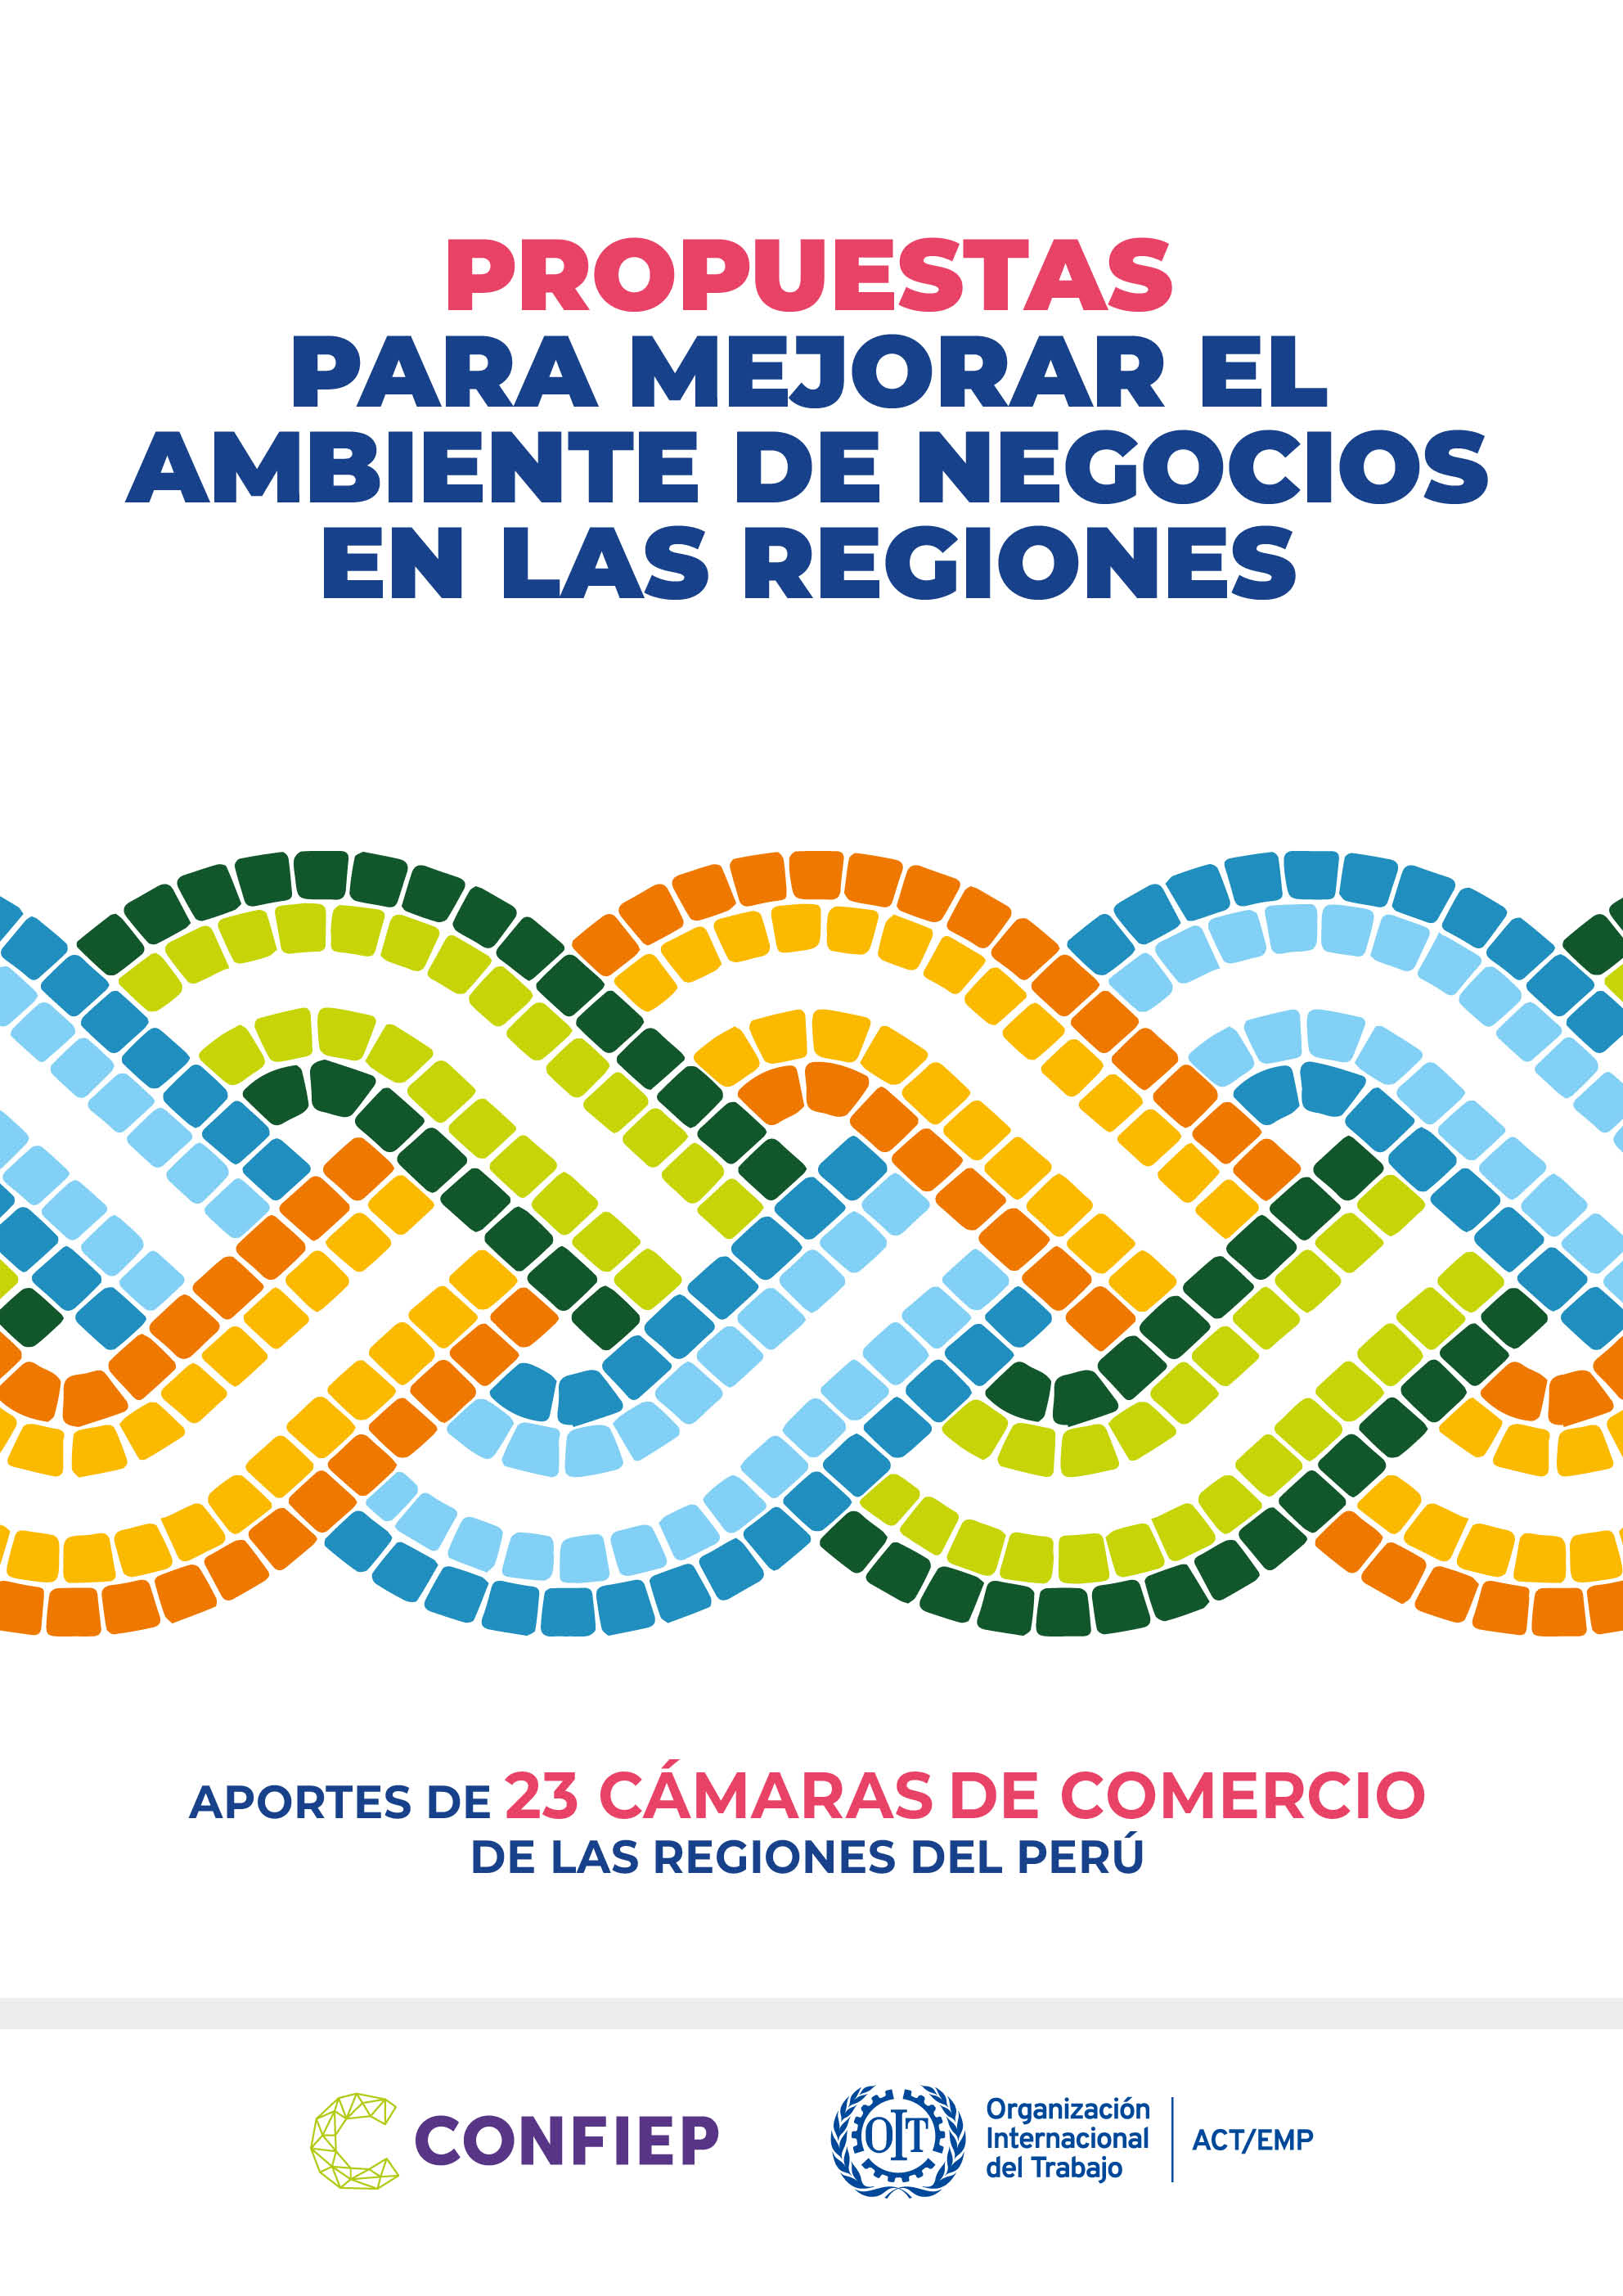 PROPUESTAS
PARA MEJORAR EL
AMBIENTE DE NEGOCIOS
EN LAS REGIONES
APORTES DE 23 CÁMARAS DE COMERCIO
DE LAS REGIONES DEL PERÚ
CONFIEP
OIT
Organización
Internacional
del Trabajo
ACT/EMP